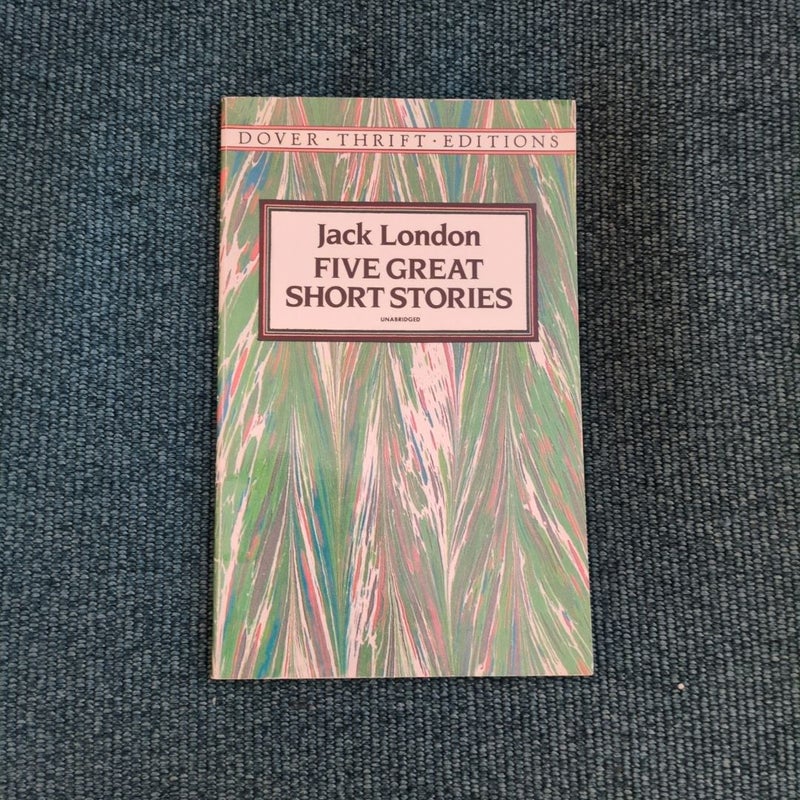 DOVER · THRIFT · EDITIONS
Jack London
FIVE GREAT
SHORT STORIES
UNABRIDGED